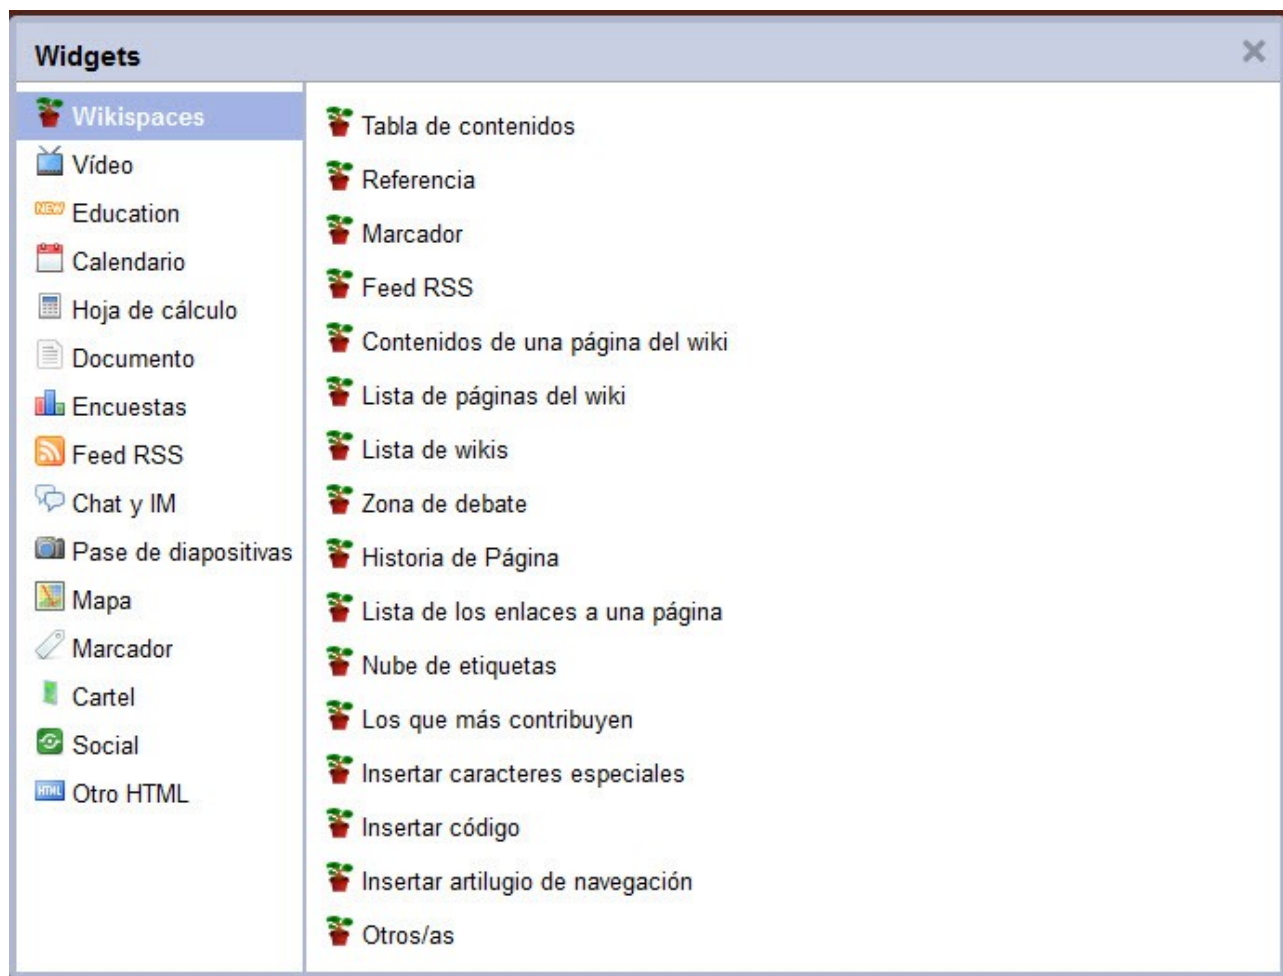 Widgets
Wikispaces
Vídeo
NEW Education
Calendario
Hoja de cálculo
Documento
Encuestas
Feed RSS
Chat y IM
Pase de diapositivas
Mapa
Marcador
Cartel
Social
HTML Otro HTML
Tabla de contenidos
Referencia
Marcador
Feed RSS
Contenidos de una página del wiki
Lista de páginas del wiki
Lista de wikis
Zona de debate
Historia de Página
Lista de los enlaces a una página
Nube de etiquetas
Los que más contribuyen
Insertar caracteres especiales
Insertar código
Insertar artilugio de navegación
Otros/as